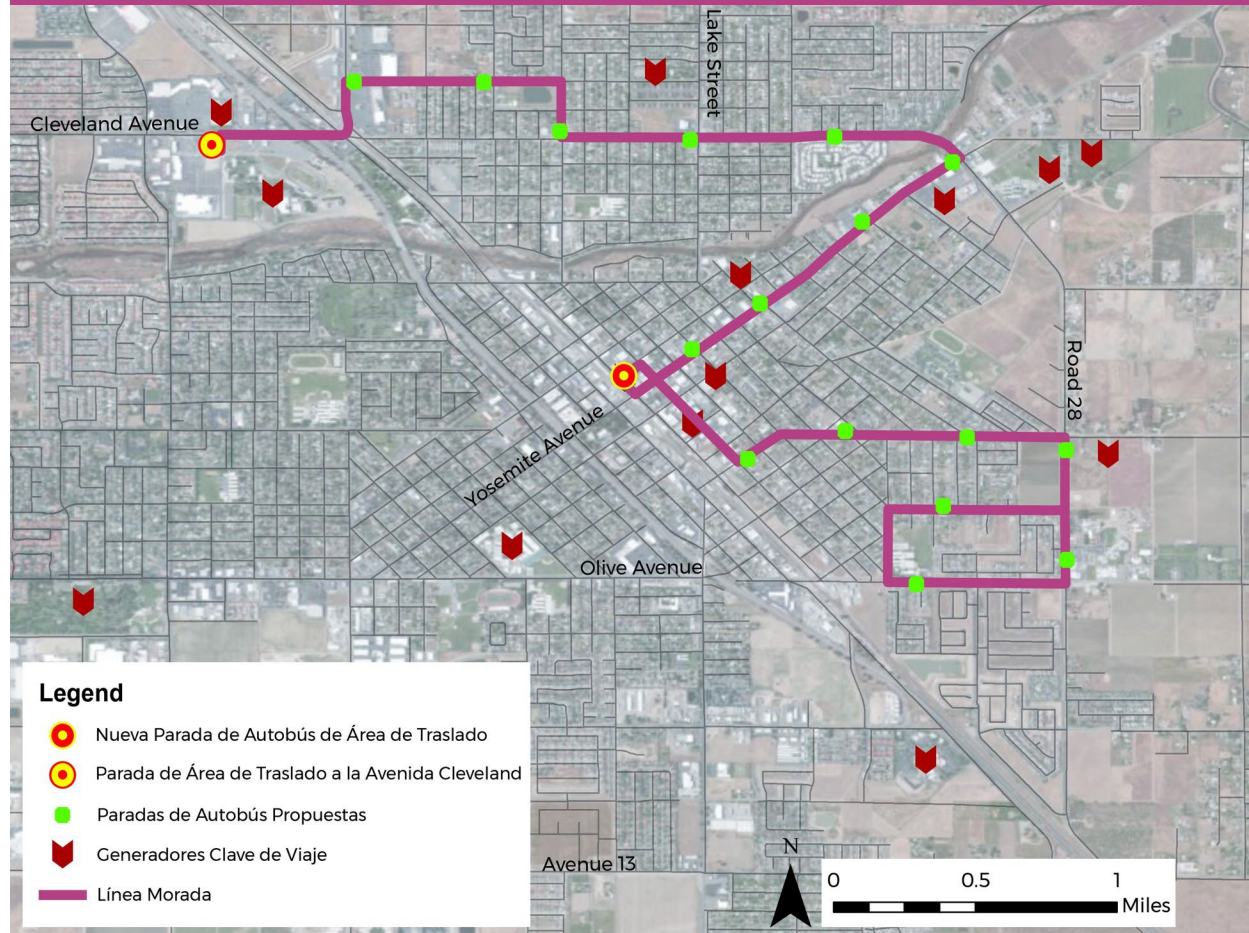 Lake Street
Cleveland Avenue
Road 28
Yosemite Avenue
Olive Avenue
Legend
Nueva Parada de Autobús de Área de Traslado
Parada de Área de Traslado a la Avenida Cleveland
Paradas de Autobús Propuestas
Generadores Clave de Viaje
Línea Morada
Avenue 13
N
0 0.5 1
Miles